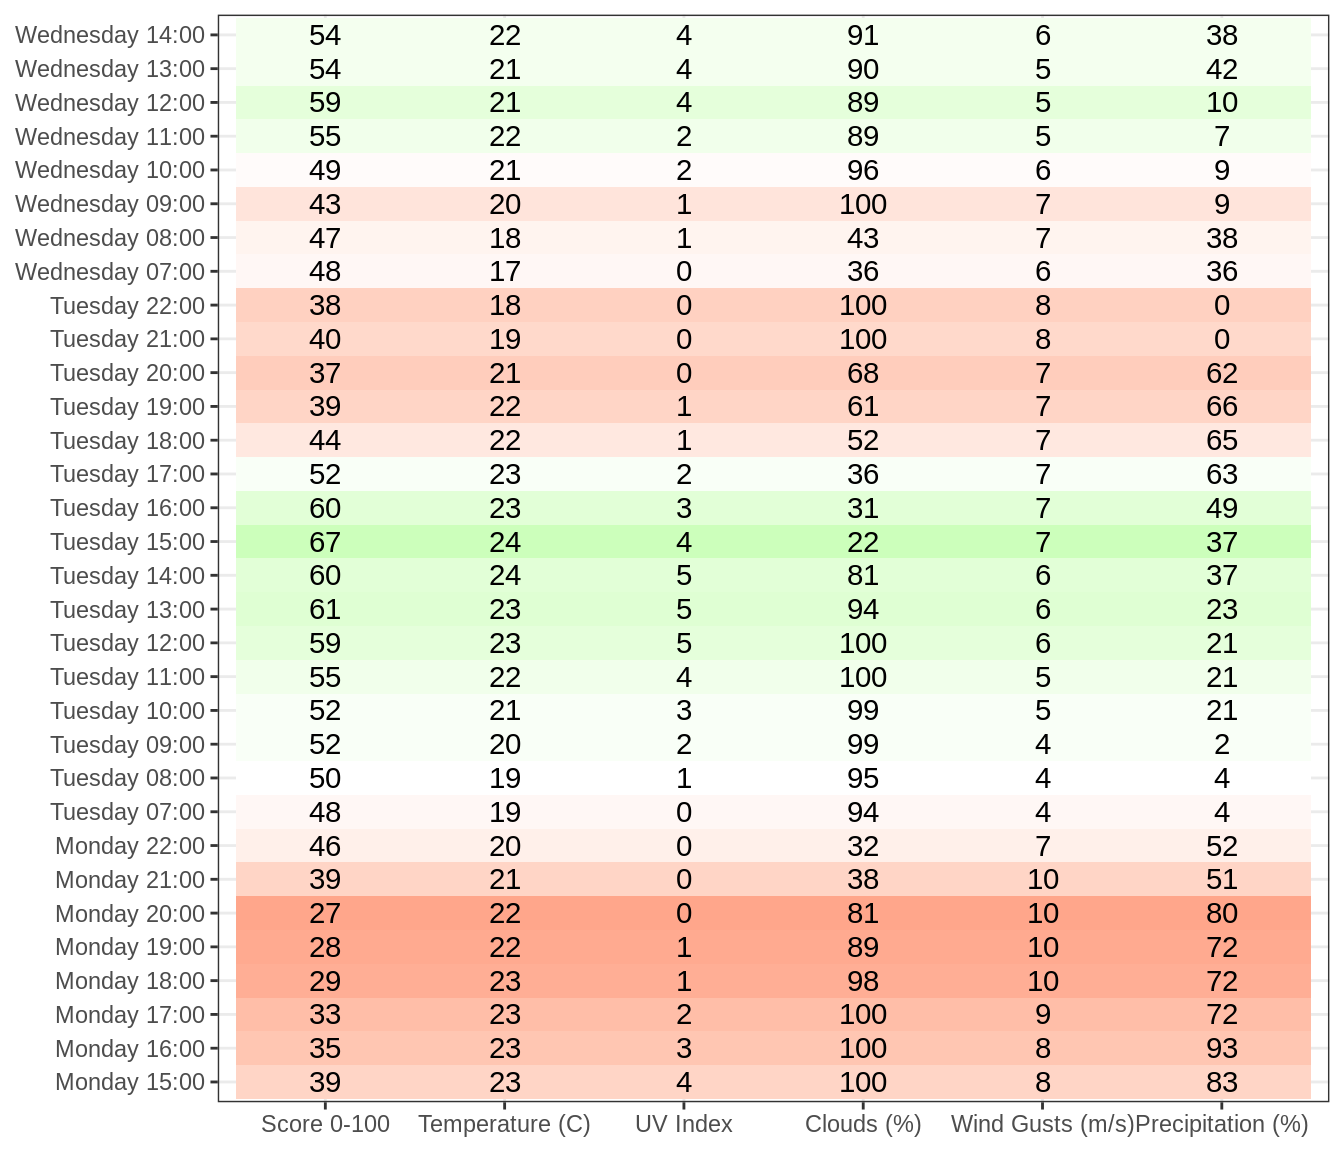 Wednesday 14:00 54 22 4 91 6 38
Wednesday 13:00 54 21 4 90 5 42
Wednesday 12:00 59 21 4 89 5 10
Wednesday 11:00 55 22 2 89 5 7
Wednesday 10:00 49 21 2 96 6 9
Wednesday 09:00 43 20 1 100 7 9
Wednesday 08:00 47 18 1 43 7 38
Wednesday 07:00 48 17 0 36 6 36
Tuesday 22:00 38 18 0 100 8 0
Tuesday 21:00 40 19 0 100 8 0
Tuesday 20:00 37 21 0 68 7 62
Tuesday 19:00 39 22 1 61 7 66
Tuesday 18:00 44 22 1 52 7 65
Tuesday 17:00 52 23 2 36 7 63
Tuesday 16:00 60 23 3 31 7 49
Tuesday 15:00 67 24 4 22 7 37
Tuesday 14:00 60 24 5 81 6 37
Tuesday 13:00 61 23 5 94 6 23
Tuesday 12:00 59 23 5 100 6 21
Tuesday 11:00 55 22 4 100 5 21
Tuesday 10:00 52 21 3 99 5 21
Tuesday 09:00 52 20 2 99 4 2
Tuesday 08:00 50 19 1 95 4 4
Tuesday 07:00 48 19 0 94 4 4
Monday 22:00 46 20 0 32 7 52
Monday 21:00 39 21 0 38 10 51
Monday 20:00 27 22 0 81 10 80
Monday 19:00 28 22 1 89 10 72
Monday 18:00 29 23 1 98 10 72
Monday 17:00 33 23 2 100 9 72
Monday 16:00 35 23 3 100 8 93
Monday 15:00 39 23 4 100 8 83
Score 0-100 Temperature (C) UV Index Clouds (%) Wind Gusts (m/s) Precipitation (%)